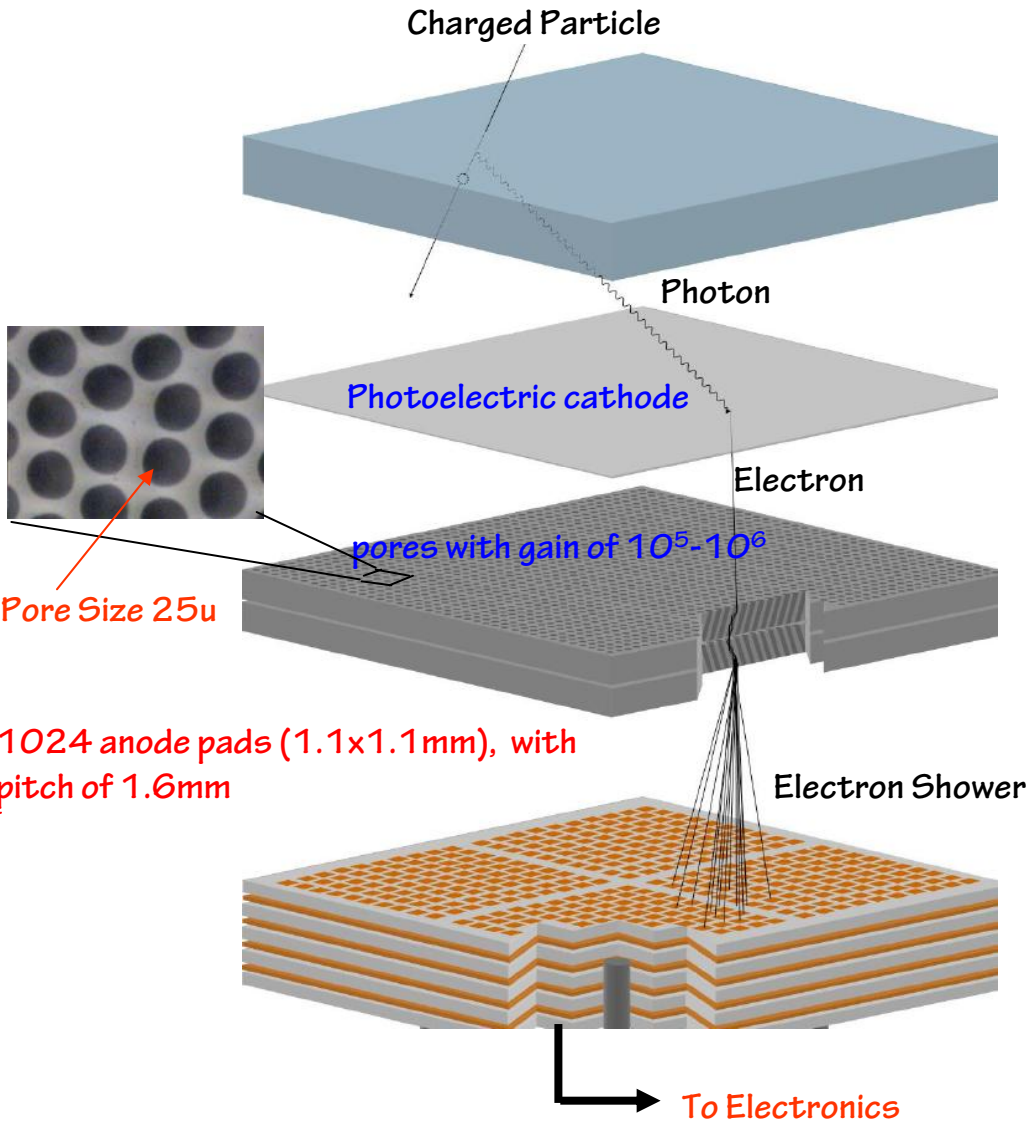 Charged Particle
Photon
Photoelectric cathode
Electron
pores with gain of 10⁵-10⁶
Pore Size 25u
1024 anode pads (1.1x1.1mm), with
pitch of 1.6mm
Electron Shower
To Electronics